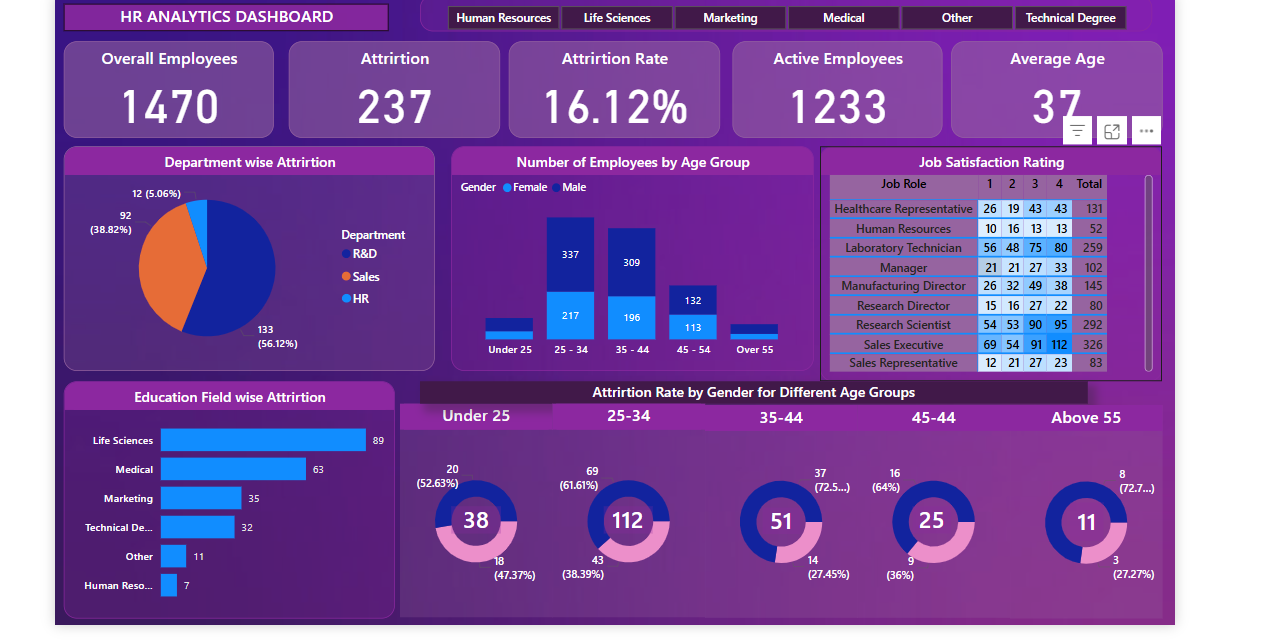 HR ANALYTICS DASHBOARD
Human Resources Life Sciences Marketing Medical Other Technical Degree
Overall Employees
1470
Attrirtion
237
Attrirtion Rate
16.12%
Active Employees
1233
Average Age
37
Department wise Attrirtion
12 (5.06%)
92
(38.82%)
133
(56.12%)
Department
R&D
Sales
HR
Number of Employees by Age Group
Gender Female Male
337
309
132
217
196
113
Under 25 25 - 34 35 - 44 45 - 54 Over 55
Job Satisfaction Rating
Job Role 1 2 3 4 Total
Healthcare Representative 26 19 43 43 131
Human Resources 10 16 13 13 52
Laboratory Technician 56 48 75 80 259
Manager 21 21 27 33 102
Manufacturing Director 26 32 49 38 145
Research Director 15 16 27 22 80
Research Scientist 54 53 90 95 292
Sales Executive 69 54 91 112 326
Sales Representative 12 21 27 23 83
Education Field wise Attrirtion
Life Sciences 89
Medical 63
Marketing 35
Technical De... 32
Other 11
Human Reso... 7
Attrirtion Rate by Gender for Different Age Groups
Under 25
20
(52.63%)
38
18
(47.37%)
25-34
69
(61.61%)
112
43
(38.39%)
35-44
37
(72.5...)
51
14
(27.45%)
45-44
16
(64%)
25
9
(36%)
Above 55
8
(72.7...)
11
3
(27.27%)